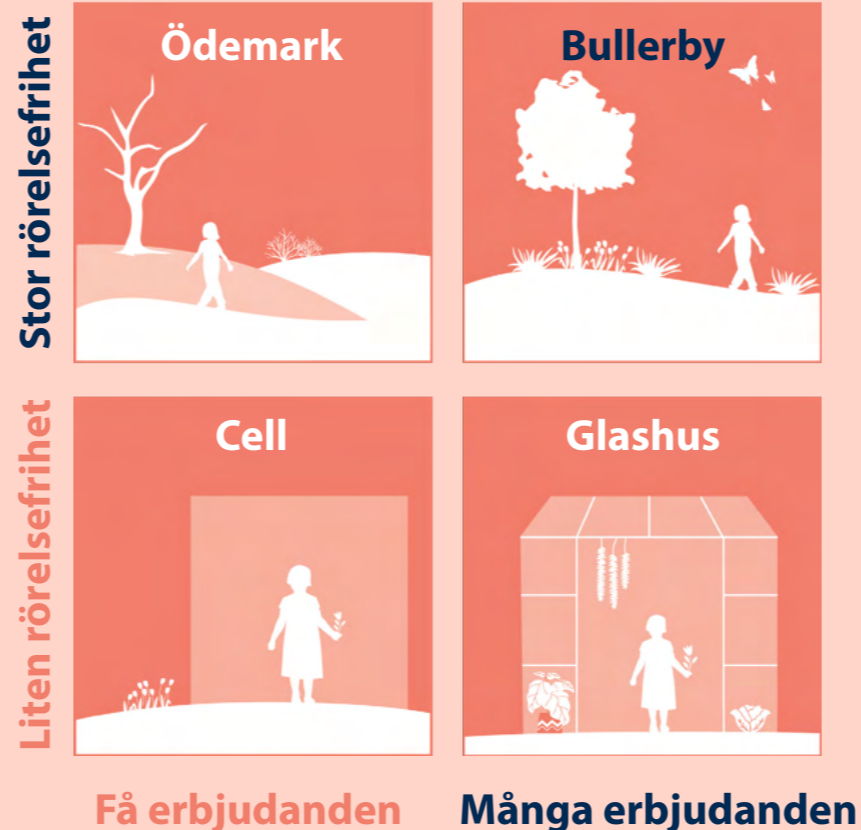 Stor rörelsefrihet
Ödemark
Bullerby
Liten rörelsefrihet
Cell
Glashus
Få erbjudanden
Många erbjudanden